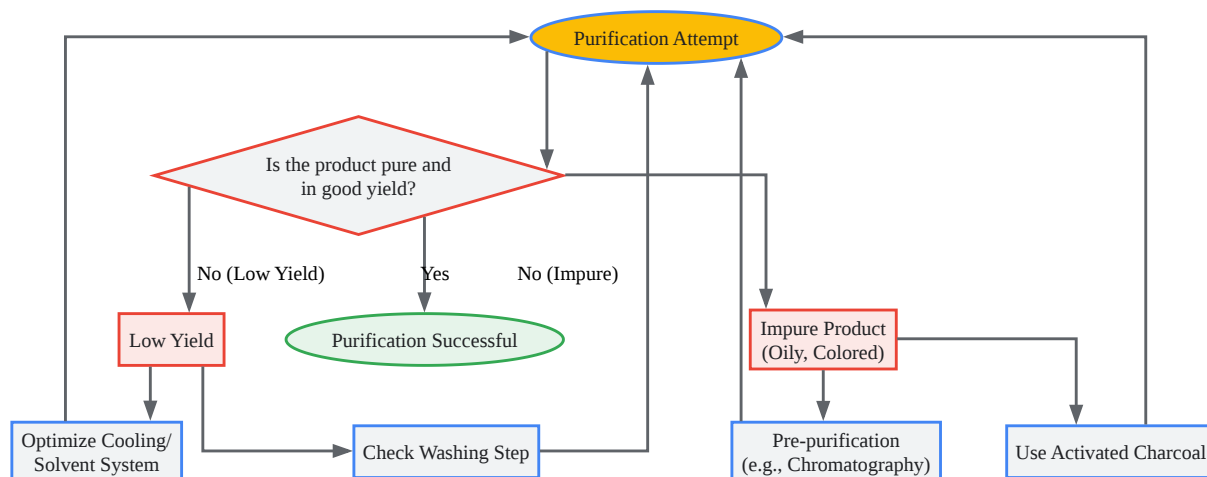 Purification Attempt
Is the product pure and
in good yield?
No (Low Yield)
Yes
No (Impure)
Low Yield
Purification Successful
Impure Product
(Oily, Colored)
Optimize Cooling/
Solvent System
Check Washing Step
Pre-purification
(e.g., Chromatography)
Use Activated Charcoal